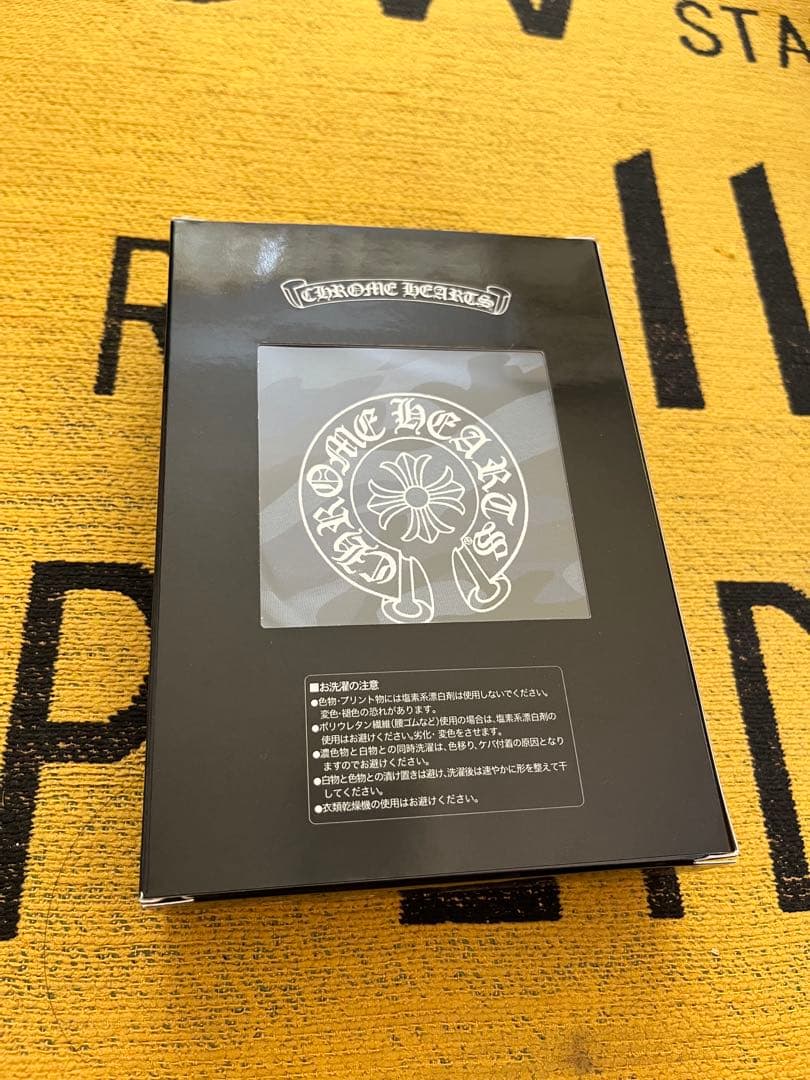 STA
CHROME HEARTS
CHROME HEARTS
®
■お洗濯の注意
●色物・プリント物には塩素系漂白剤は使用しないでください。
変色・褪色の恐れがあります。
●ポリウレタン繊維(腰ゴムなど)使用の場合は、塩素系漂白剤の
使用はお避けください。劣化・変色をさせます。
●濃色物と白物との同時洗濯は、色移り、ケバ付着の原因となり
ますのでお避けください。
●白物と色物との漬け置きは避け、洗濯後は速やかに形を整えて干
してください。
●衣類乾燥機の使用はお避けください。